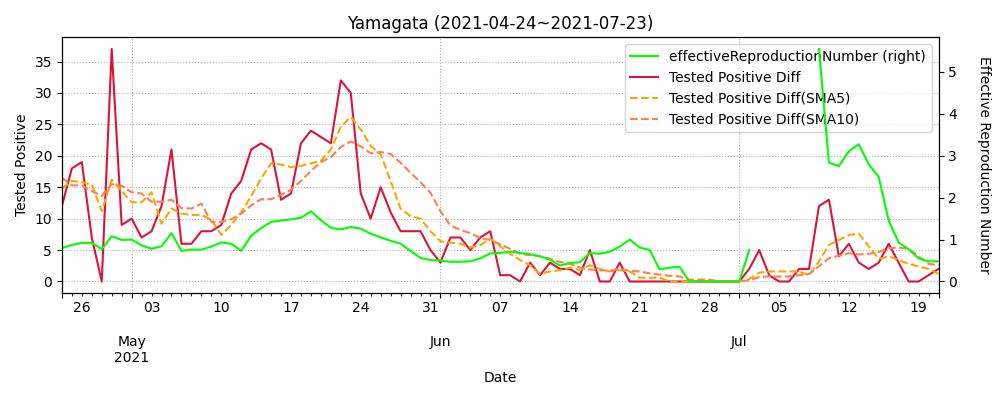 Yamagata (2021-04-24~2021-07-23)
effectiveReproductionNumber (right)
Tested Positive Diff
Tested Positive Diff(SMA5)
Tested Positive Diff(SMA10)
Tested Positive
35
30
25
20
15
10
5
0
Effective Reproduction Number
5
4
3
2
1
0
26 03 10 17 24 31 07 14 21 28 05 12 19
May Jun Jul
2021
Date